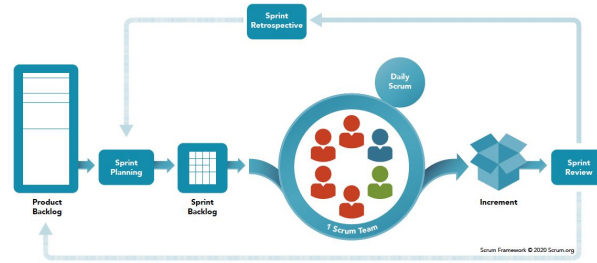 Sprint
Retrospective
Daily
Scrum
Sprint
Planning
Sprint
Review
Product
Backlog
Sprint
Backlog
1 Scrum Team
Increment
Scrum Framework © 2020 Scrum.org